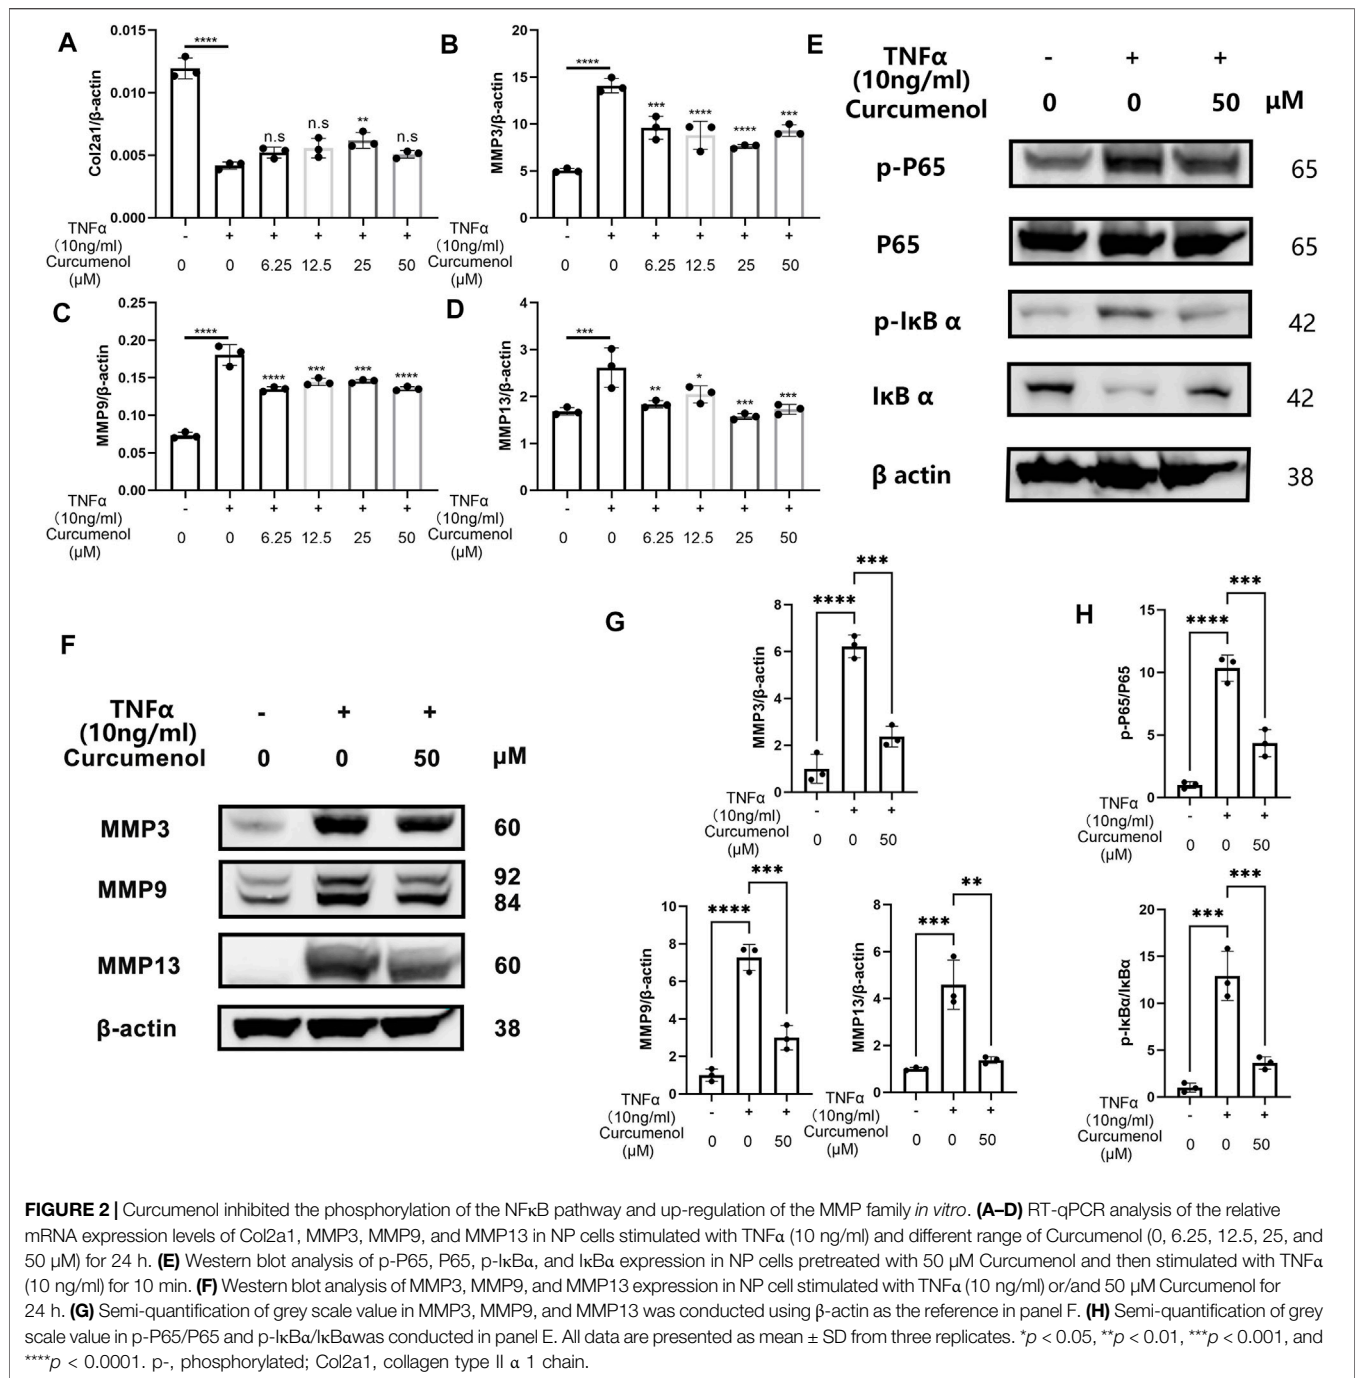 A
0.015
0.010
0.005
0.000
Col2a1/β-actin
****
n.s
n.s
**
n.s
TNFα
(10ng/ml)
- + + + + +
Curcumenol
(μM)
0 0 6.25 12.5 25 50
B
20
15
10
5
0
MMP3/β-actin
****
***
****
****
***
TNFα
(10ng/ml)
- + + + + +
Curcumenol
(μM)
0 0 6.25 12.5 25 50
C
0.25
0.20
0.15
0.10
0.05
0.00
MMP9/β-actin
****
****
***
***
****
TNFα
(10ng/ml)
- + + + + +
Curcumenol
(μM)
0 0 6.25 12.5 25 50
D
4
3
2
1
0
MMP13/β-actin
***
**
*
***
***
TNFα
(10ng/ml)
- + + + + +
Curcumenol
(μM)
0 0 6.25 12.5 25 50
E
TNFα - + +
(10ng/ml)
Curcumenol 0 0 50 μM
p-P65 65
P65 65
p-IκB α 42
IκB α 42
β actin 38
F
TNFα - + +
(10ng/ml)
Curcumenol 0 0 50 μM
MMP3 60
MMP9 92
84
MMP13 60
β-actin 38
G
****
***
8
6
4
2
0
MMP3/β-actin
TNFα
(10ng/ml)
- + +
Curcumenol
(μM)
0 0 50
****
***
10
8
6
4
2
0
MMP9/β-actin
TNFα
(10ng/ml)
- + +
Curcumenol
(μM)
0 0 50
***
**
8
6
4
2
0
MMP13/β-actin
TNFα
(10ng/ml)
- + +
Curcumenol
(μM)
0 0 50
H
****
***
15
10
5
0
p-P65/P65
TNFα
(10ng/ml)
- + +
Curcumenol
(μM)
0 0 50
***
***
20
15
10
5
0
p-IκBα/IκBα
TNFα
(10ng/ml)
- + +
Curcumenol
(μM)
0 0 50
FIGURE 2 | Curcumenol inhibited the phosphorylation of the NFκB pathway and up-regulation of the MMP family in vitro. (A–D) RT-qPCR analysis of the relative
mRNA expression levels of Col2a1, MMP3, MMP9, and MMP13 in NP cells stimulated with TNFα (10 ng/ml) and different range of Curcumenol (0, 6.25, 12.5, 25, and
50 μM) for 24 h. (E) Western blot analysis of p-P65, P65, p-IκBα, and IκBα expression in NP cells pretreated with 50 μM Curcumenol and then stimulated with TNFα
(10 ng/ml) for 10 min. (F) Western blot analysis of MMP3, MMP9, and MMP13 expression in NP cell stimulated with TNFα (10 ng/ml) or/and 50 μM Curcumenol for
24 h. (G) Semi-quantification of grey scale value in MMP3, MMP9, and MMP13 was conducted using β-actin as the reference in panel F. (H) Semi-quantification of grey
scale value in p-P65/P65 and p-IκBα/IκBαwas conducted in panel E. All data are presented as mean ± SD from three replicates. *p < 0.05, **p < 0.01, ***p < 0.001, and
****p < 0.0001. p-, phosphorylated; Col2a1, collagen type II α 1 chain.